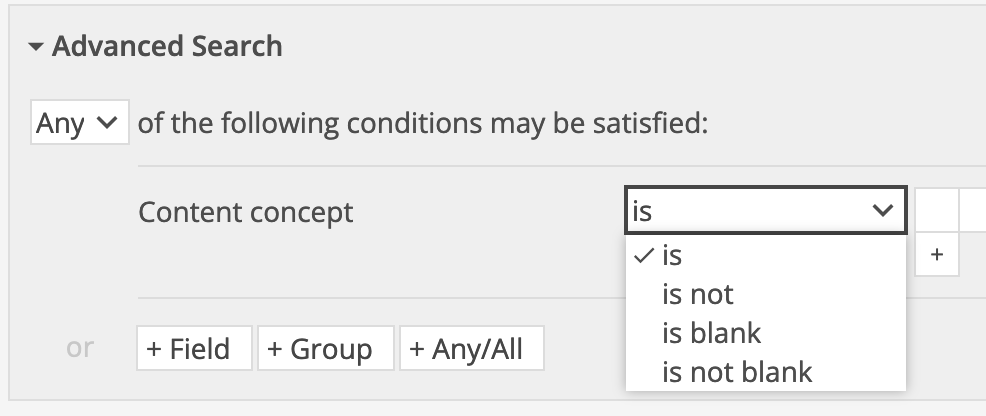 Advanced Search
Any of the following conditions may be satisfied:
Content concept is
+
is
is not
is blank
is not blank
or + Field + Group + Any/All